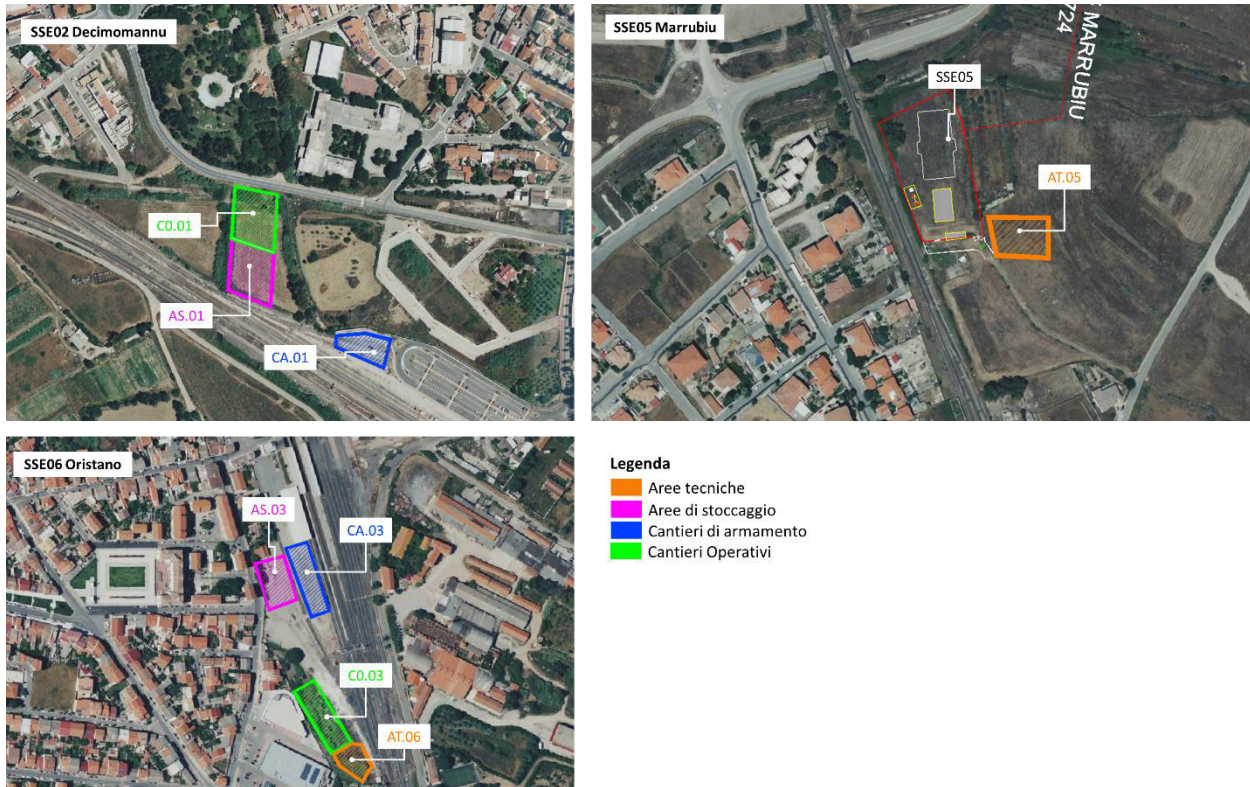 SSE02 Decimomannu
C0.01
AS.01
CA.01
SSE05 Marrubiu
SSE05
MARRUBIU
724
AT.05
SSE06 Oristano
AS.03
CA.03
C0.03
AT.06
Legenda
Aree tecniche
Aree di stoccaggio
Cantieri di armamento
Cantieri Operativi